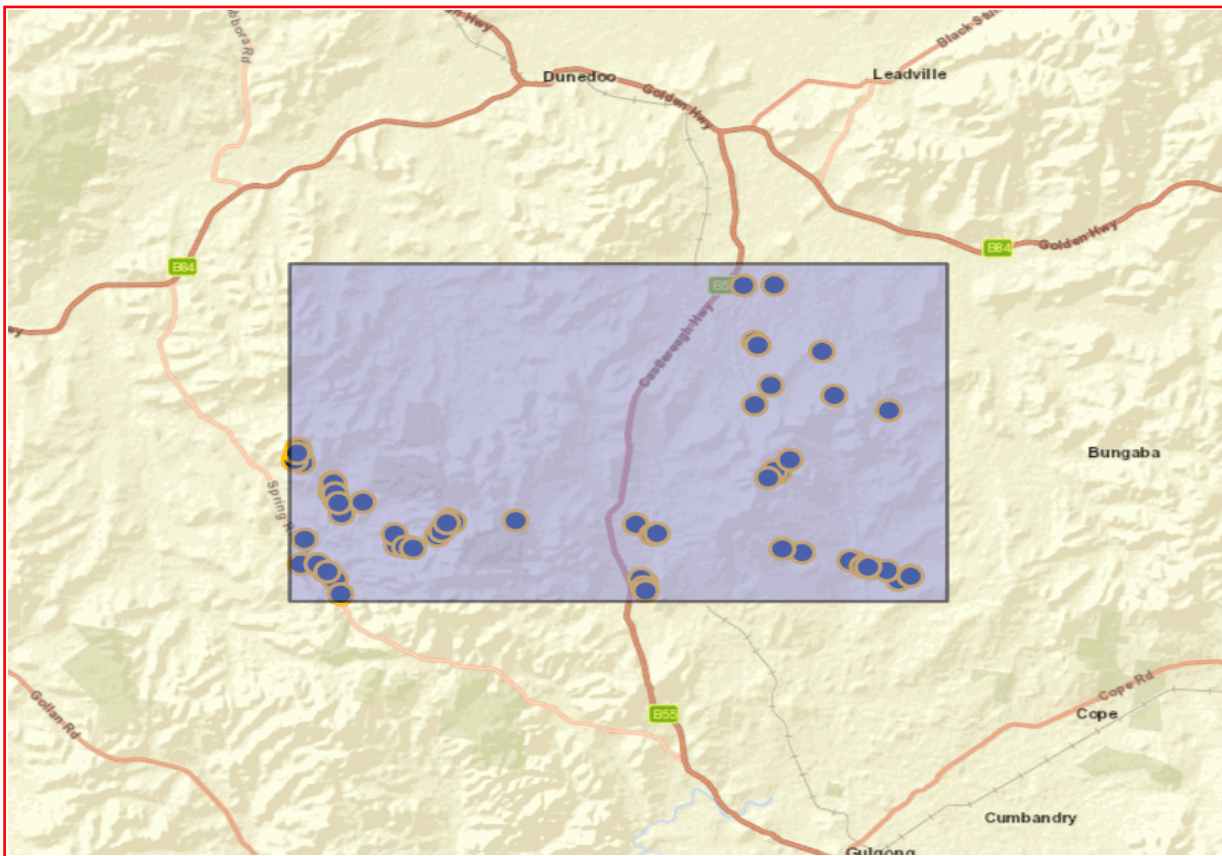 Dunedoo
Leadville
Golden Hwy
B84
Golden Hwy
B84
Castlereagh Hwy
Bungaba
Gollan Rd
B55
Cope Rd
Cope
Cumbandry
Gulgong